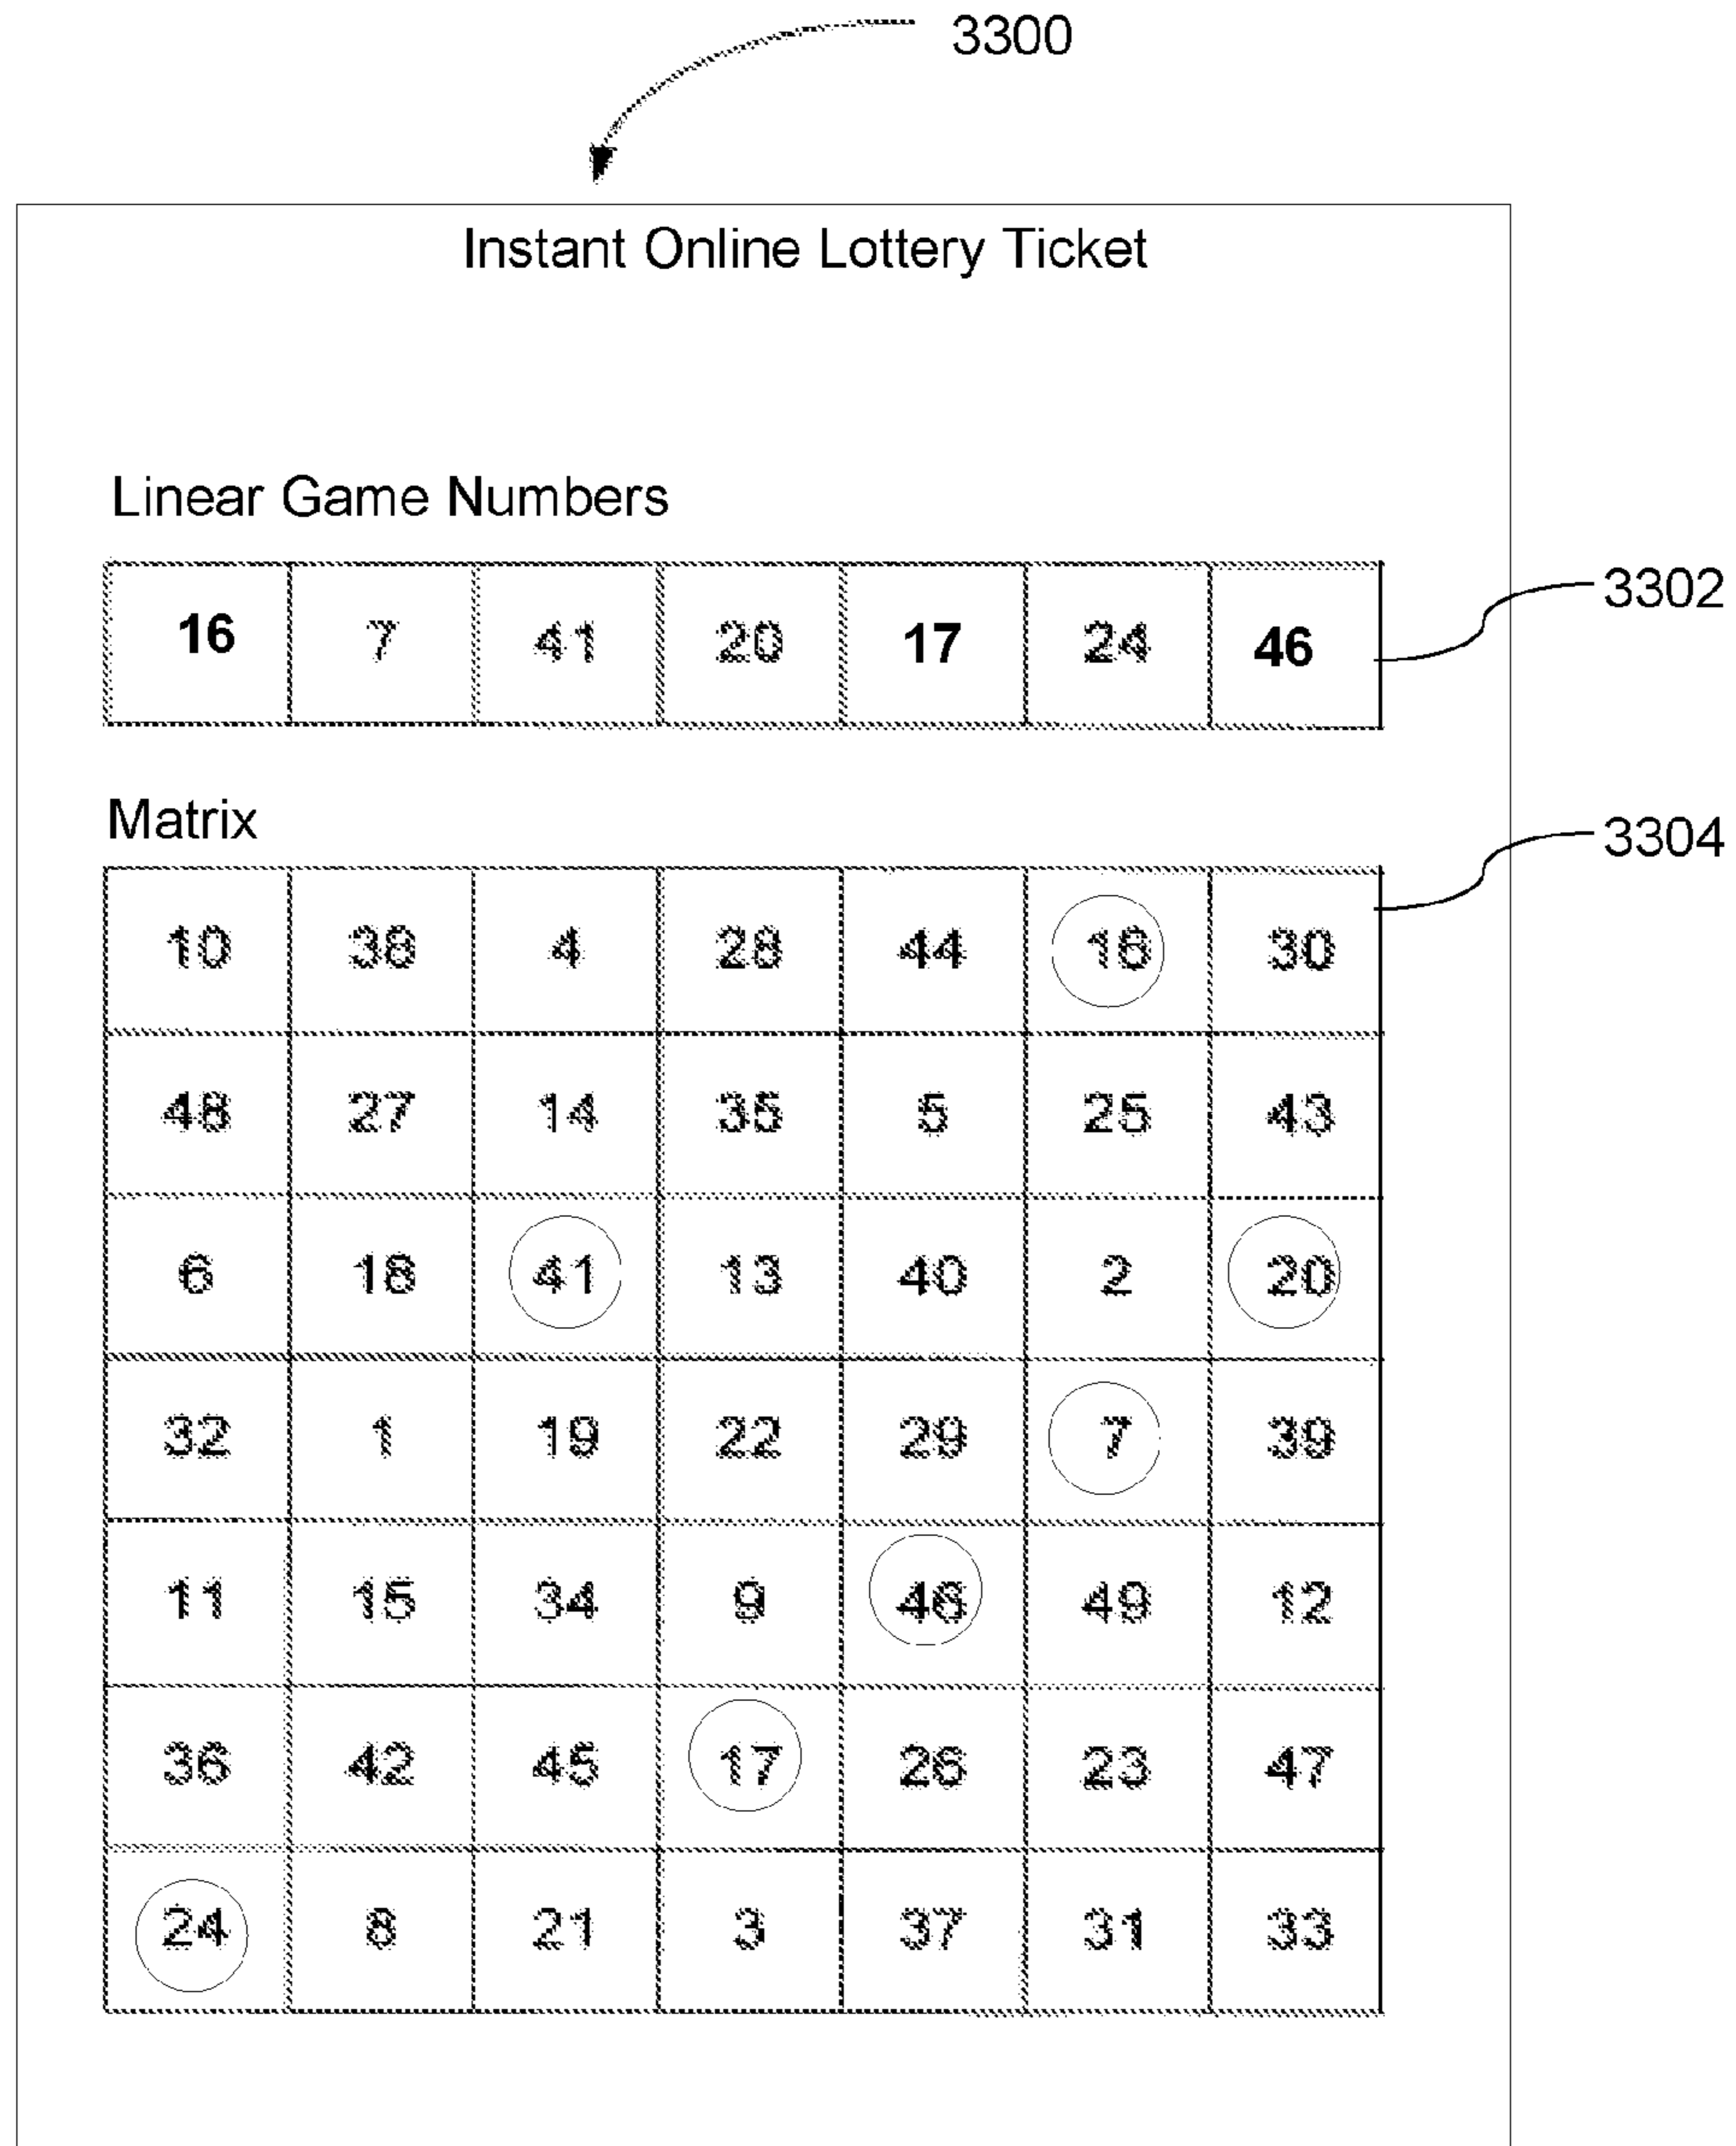 3300
Instant Online Lottery Ticket
Linear Game Numbers
16 7 41 20 17 24 46
3302
Matrix
3304
10 38 4 28 44 16 30
48 27 14 35 5 25 43
6 18 41 13 40 2 20
32 1 19 22 29 7 39
11 15 34 9 46 49 12
36 42 45 17 26 23 47
24 8 21 3 37 31 33